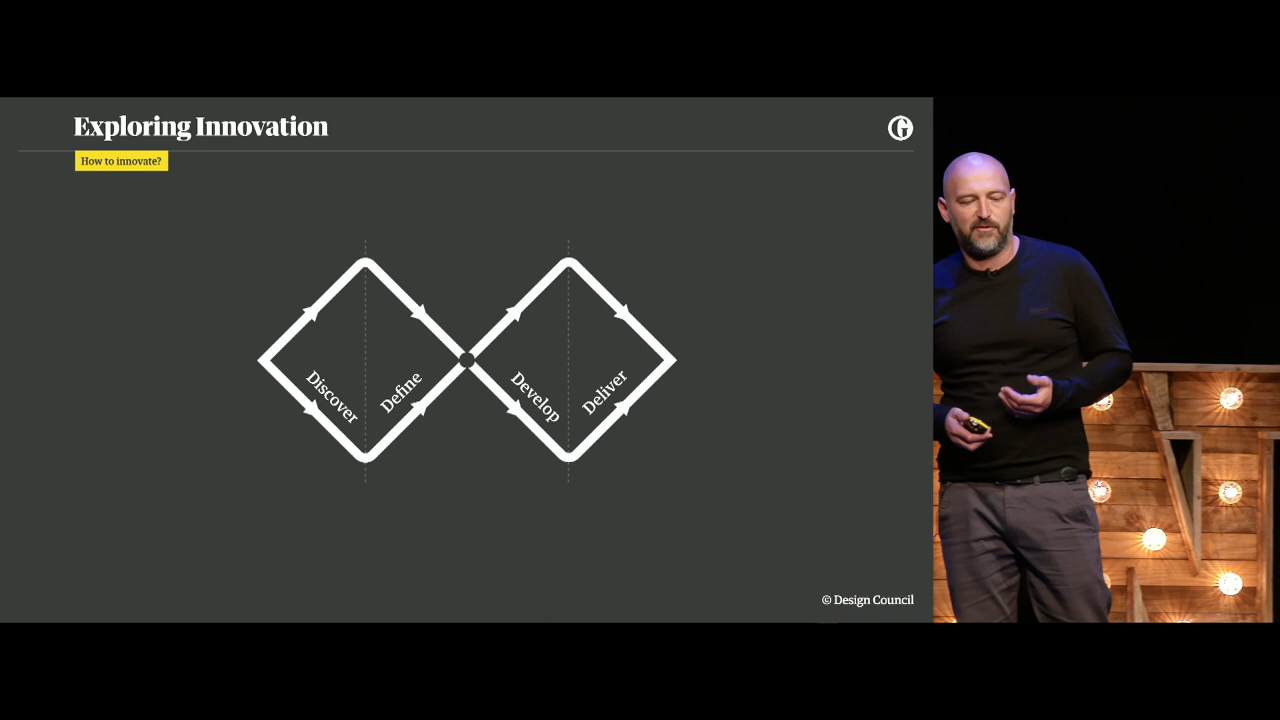 Exploring Innovation
How to innovate?
Discover
Define
Develop
Deliver
© Design Council